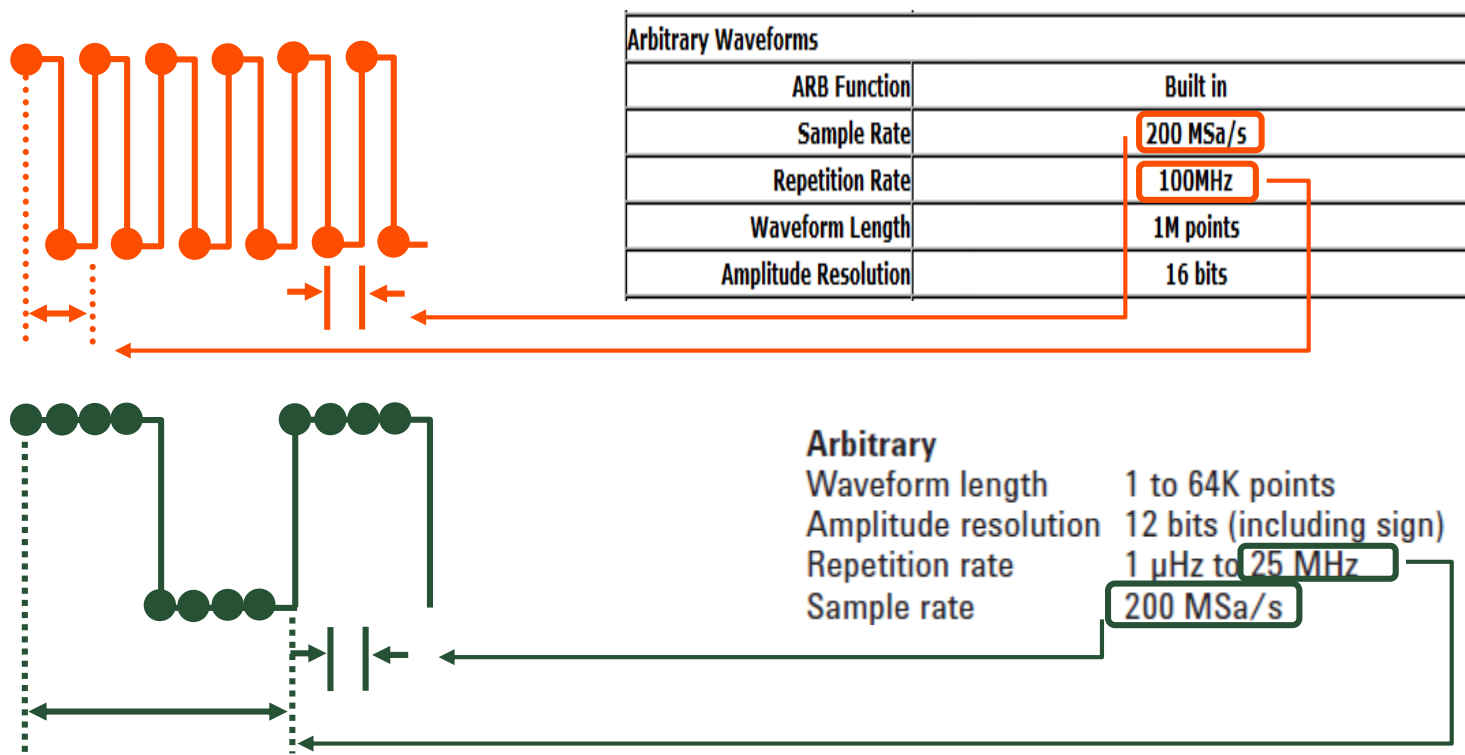 Arbitrary Waveforms
ARB Function Built in
Sample Rate 200 MSa/s
Repetition Rate 100MHz
Waveform Length 1M points
Amplitude Resolution 16 bits
Arbitrary
Waveform length 1 to 64K points
Amplitude resolution 12 bits (including sign)
Repetition rate 1 µHz to 25 MHz
Sample rate 200 MSa/s